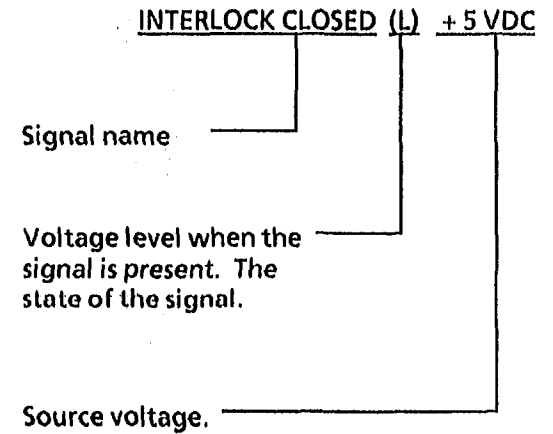 INTERLOCK CLOSED (L) +5 VDC
Signal name
Voltage level when the
signal is present. The
state of the signal.
Source voltage.